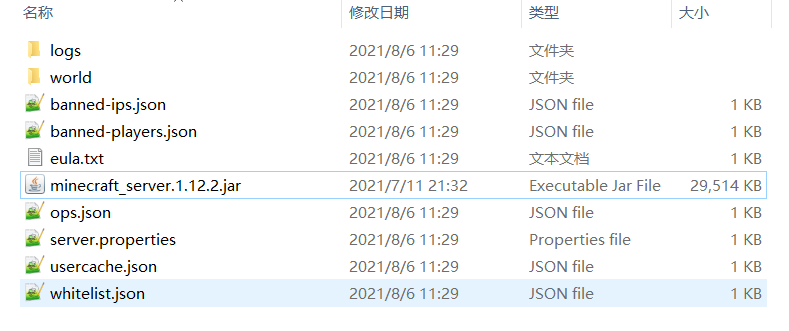 名称 修改日期 类型 大小
logs 2021/8/6 11:29 文件夹
world 2021/8/6 11:29 文件夹
banned-ips.json 2021/8/6 11:29 JSON file 1 KB
banned-players.json 2021/8/6 11:29 JSON file 1 KB
eula.txt 2021/8/6 11:29 文本文档 1 KB
minecraft_server.1.12.2.jar 2021/7/11 21:32 Executable Jar File 29,514 KB
ops.json 2021/8/6 11:29 JSON file 1 KB
server.properties 2021/8/6 11:29 Properties file 1 KB
usercache.json 2021/8/6 11:29 JSON file 1 KB
whitelist.json 2021/8/6 11:29 JSON file 1 KB